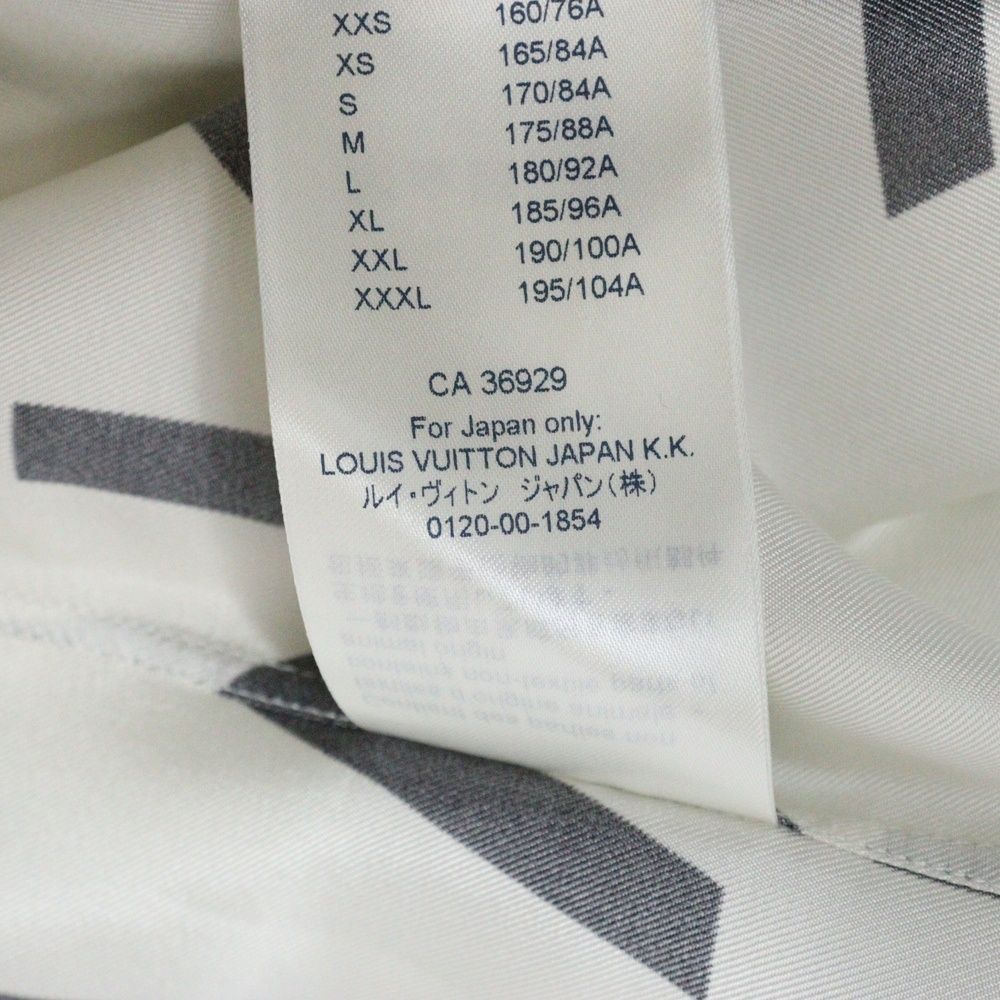 XXS 160/76A
XS 165/84A
S 170/84A
M 175/88A
L 180/92A
XL 185/96A
XXL 190/100A
XXXL 195/104A
CA 36929
For Japan only:
LOUIS VUITTON JAPAN K.K.
ルイ・ヴィトン ジャパン(株)
0120-00-1854